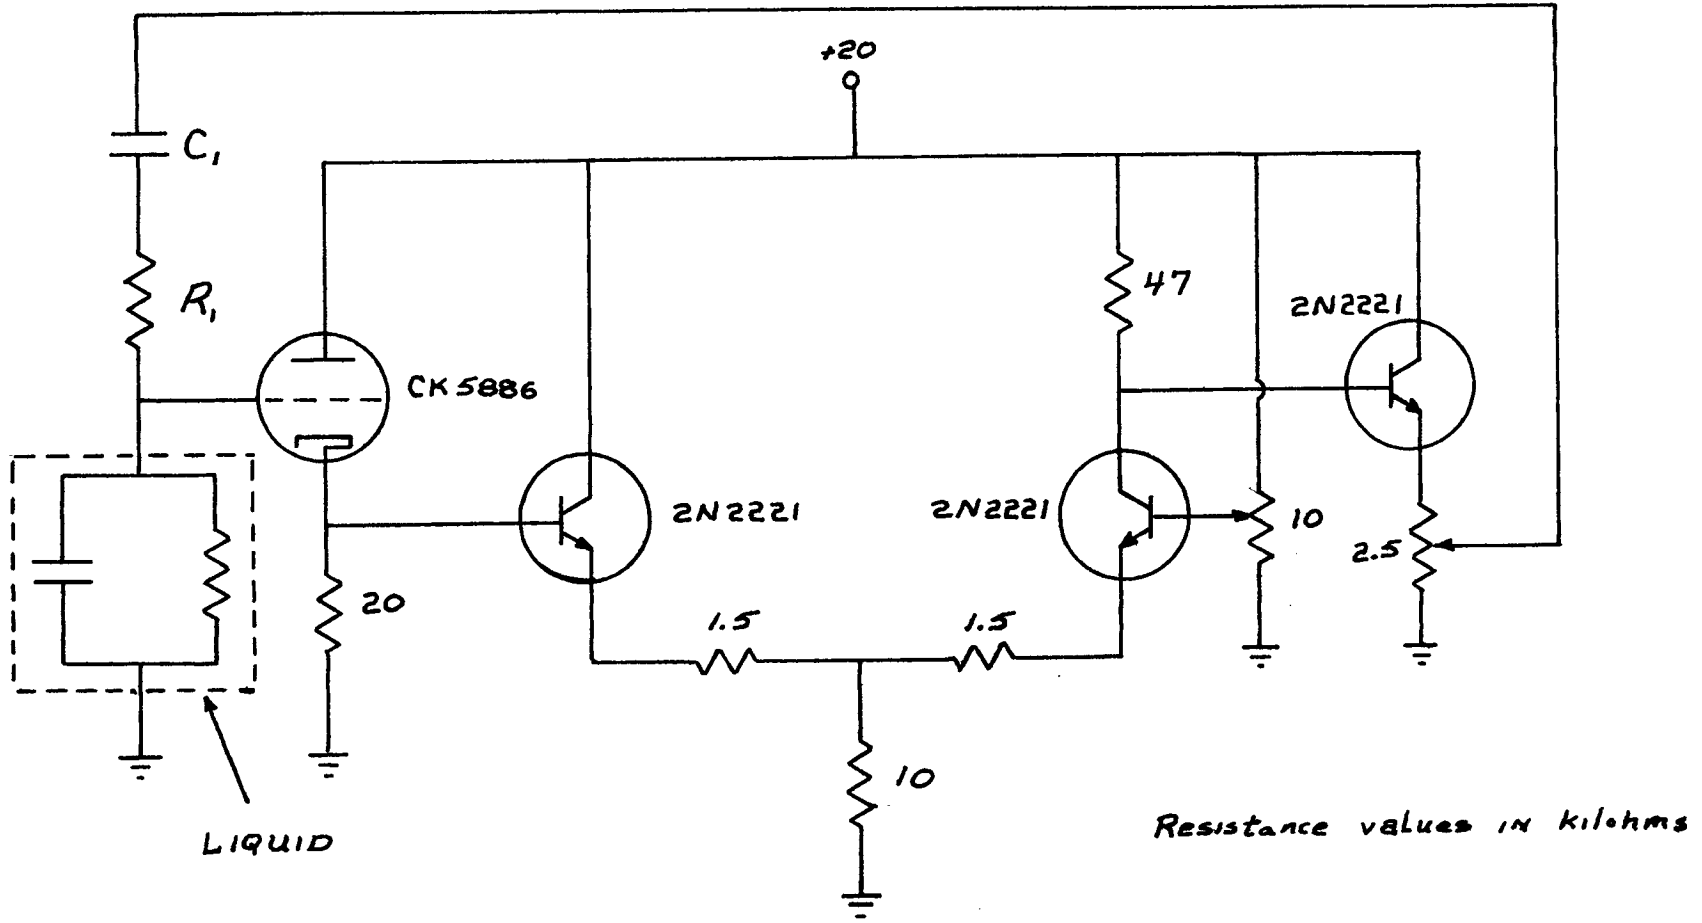 +20
C₁
R₁
CK5886
47
2N2221
2N2221
2N2221
10
2.5
20
1.5
1.5
10
LIQUID
Resistance values in kilohms